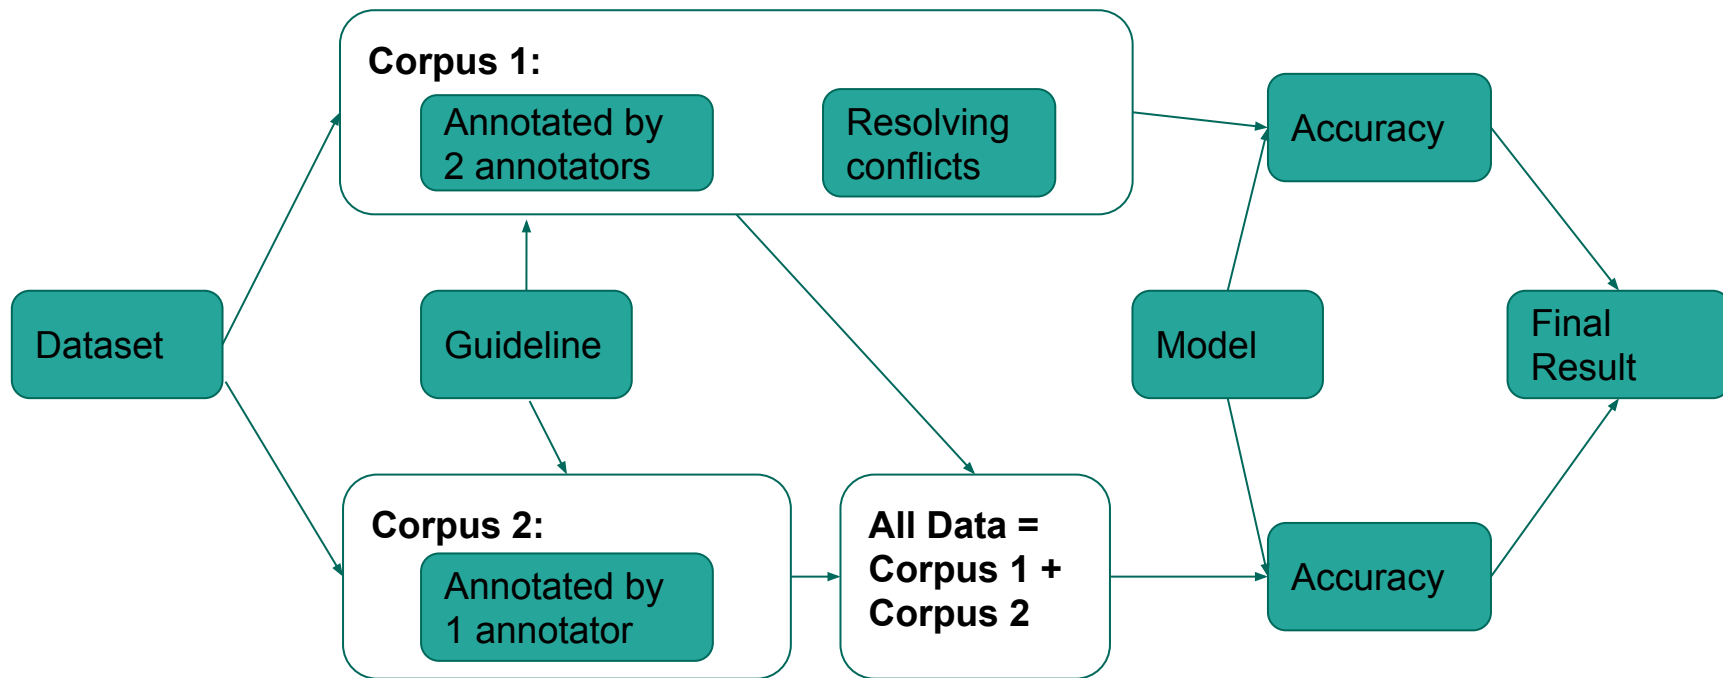 Corpus 1:
Annotated by
2 annotators
Resolving
conflicts
Accuracy
Dataset
Guideline
Model
Final
Result
Corpus 2:
Annotated by
1 annotator
All Data =
Corpus 1 +
Corpus 2
Accuracy